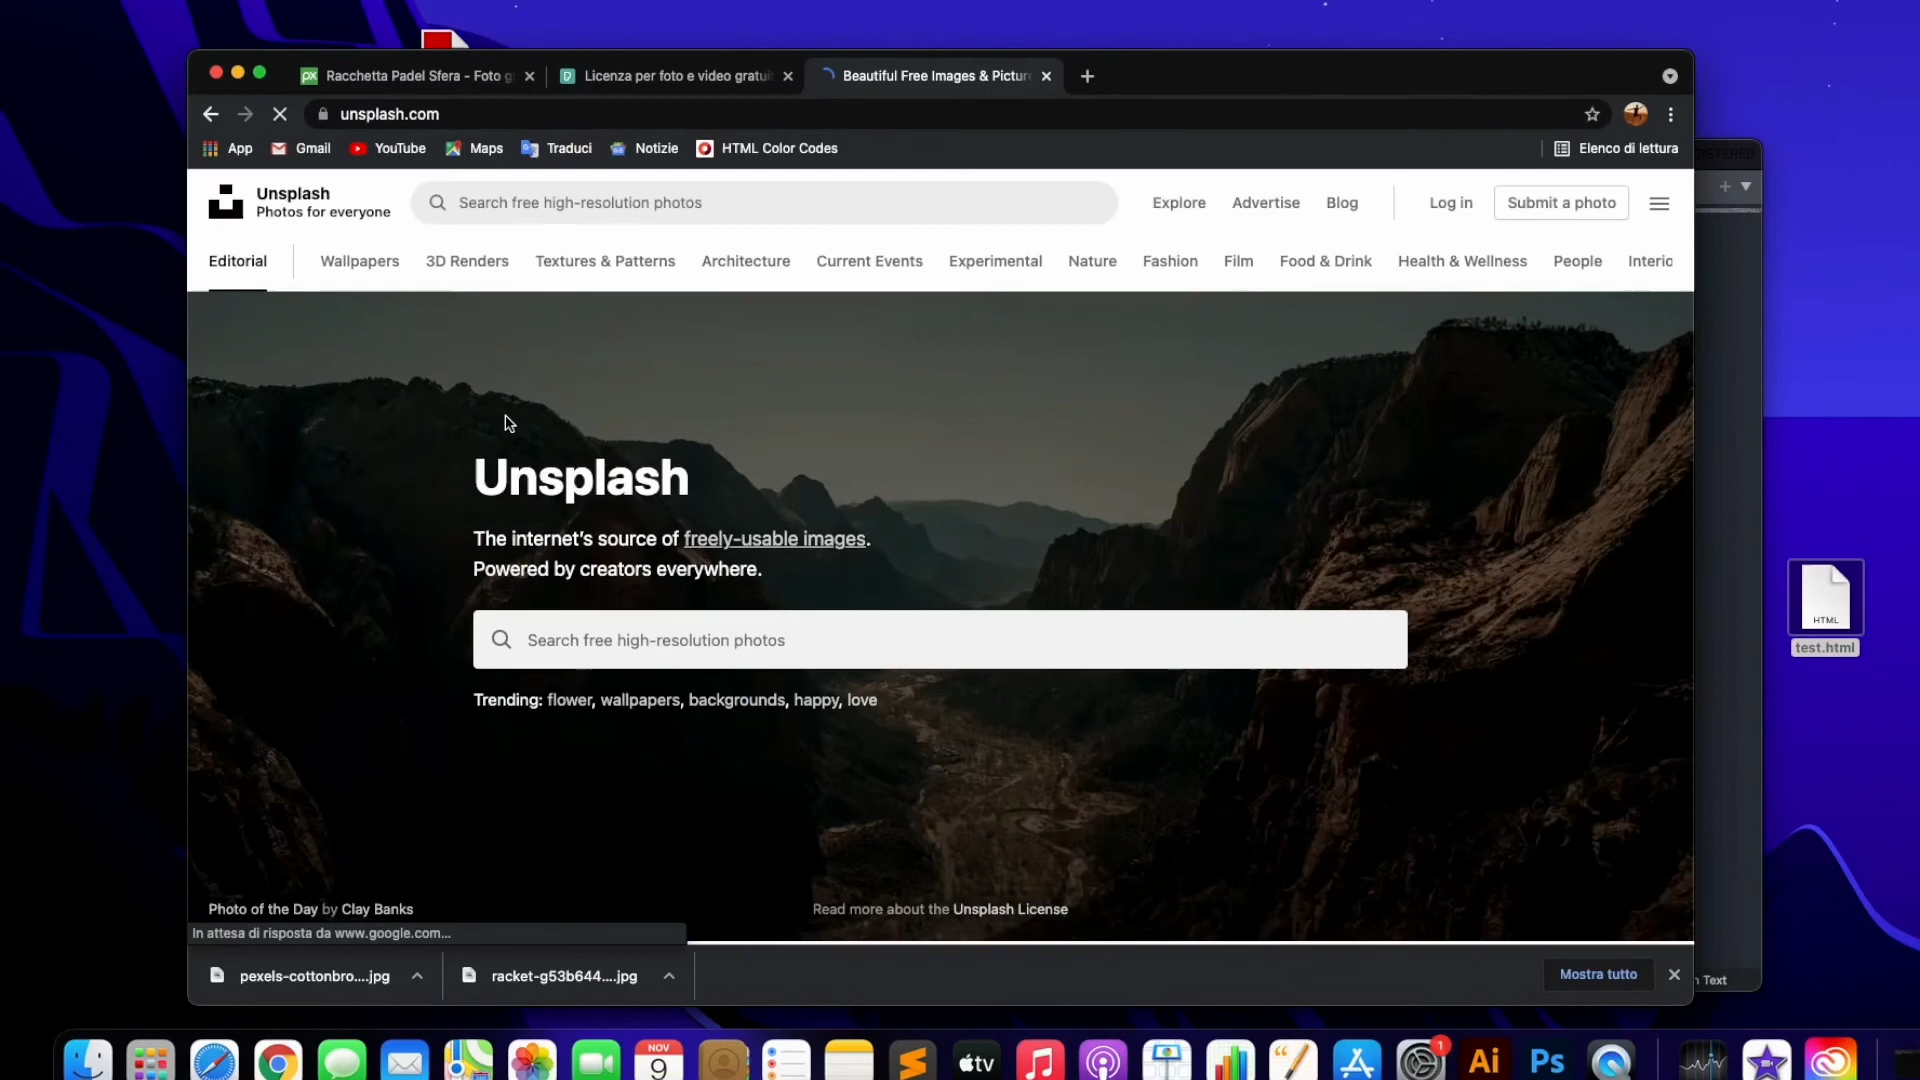 Racchetta Padel Sfera - Foto g
Licenza per foto e video gratuit
Beautiful Free Images & Pictur
unsplash.com
App
Gmail
YouTube
Maps
Traduci
Notizie
HTML Color Codes
Elenco di lettura
Unsplash
Photos for everyone
Search free high-resolution photos
Explore
Advertise
Blog
Log in
Submit a photo
Editorial
Wallpapers
3D Renders
Textures & Patterns
Architecture
Current Events
Experimental
Nature
Fashion
Film
Food & Drink
Health & Wellness
People
Interio
Unsplash
The internet's source of freely-usable images.
Powered by creators everywhere.
Search free high-resolution photos
Trending: flower, wallpapers, backgrounds, happy, love
HTML
test.html
Photo of the Day by Clay Banks
Read more about the Unsplash License
In attesa di risposta da www.google.com...
pexels-cottonbro....jpg
racket-g53b644....jpg
Mostra tutto
Text
NOV
9
tv
1
Ai
Ps